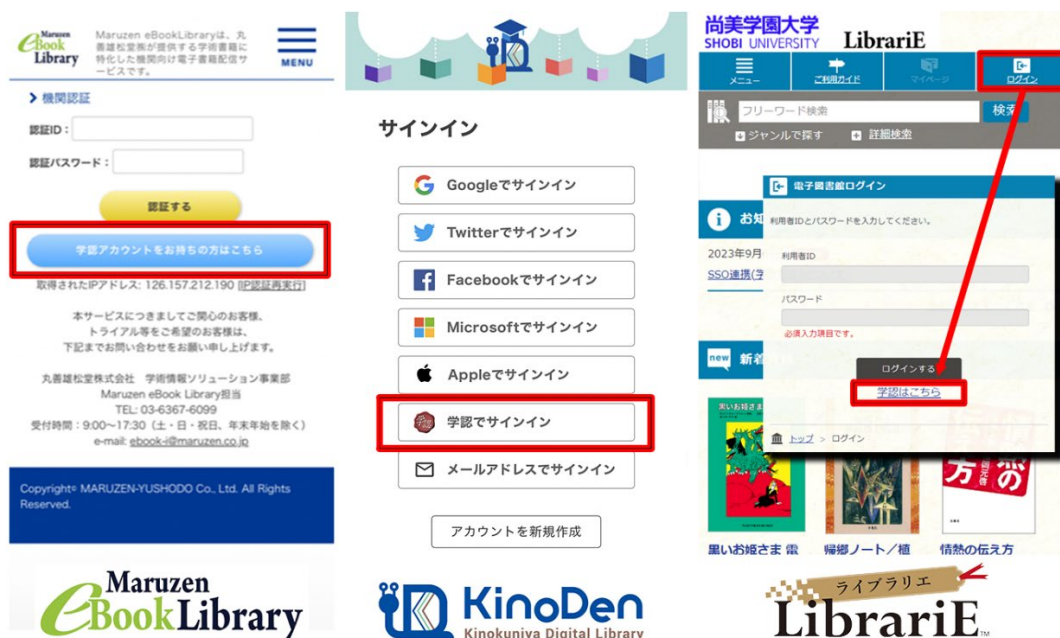 Maruzen
eBook
Library
Maruzen eBookLibraryは、丸
善雄松堂㈱が提供する学術書籍に
特化した機関向け電子書籍配信サ
ービスです。
MENU
機関認証
認証ID：
認証パスワード：
認証する
学認アカウントをお持ちの方はこちら
取得されたIPアドレス: 126.157.212.190 [IP認証再実行]
本サービスにつきましてご関心のお客様、
トライアル等をご希望のお客様は、
下記までお問い合わせをお願い申し上げます。
丸善雄松堂株式会社　学術情報ソリューション事業部
Maruzen eBook Library担当
TEL: 03-6367-6099
受付時間：9:00〜17:30（土・日・祝日、年末年始を除く）
e-mail: ebook-i@maruzen.co.jp
Copyright© MARUZEN-YUSHODO Co., Ltd. All Rights
Reserved.
Maruzen
eBook Library
サインイン
Googleでサインイン
Twitterでサインイン
Facebookでサインイン
Microsoftでサインイン
Appleでサインイン
学認でサインイン
メールアドレスでサインイン
アカウントを新規作成
KinoDen
Kinokuniya Digital Library
尚美学園大学
SHOBI UNIVERSITY
LibrariE
メニュー
ご利用ガイド
マイページ
ログイン
フリーワード検索
検索
ジャンルで探す
詳細検索
電子図書館ログイン
お知
利用者IDとパスワードを入力してください。
2023年9月
利用者ID
SSO連携(学
パスワード
必須入力項目です。
new 新着
ログインする
学認はこちら
トップ > ログイン
黒いお姫さま
黒いお姫さま 電
帰郷ノート／植
情熱の伝え方
ライブラリエ
LibrariE